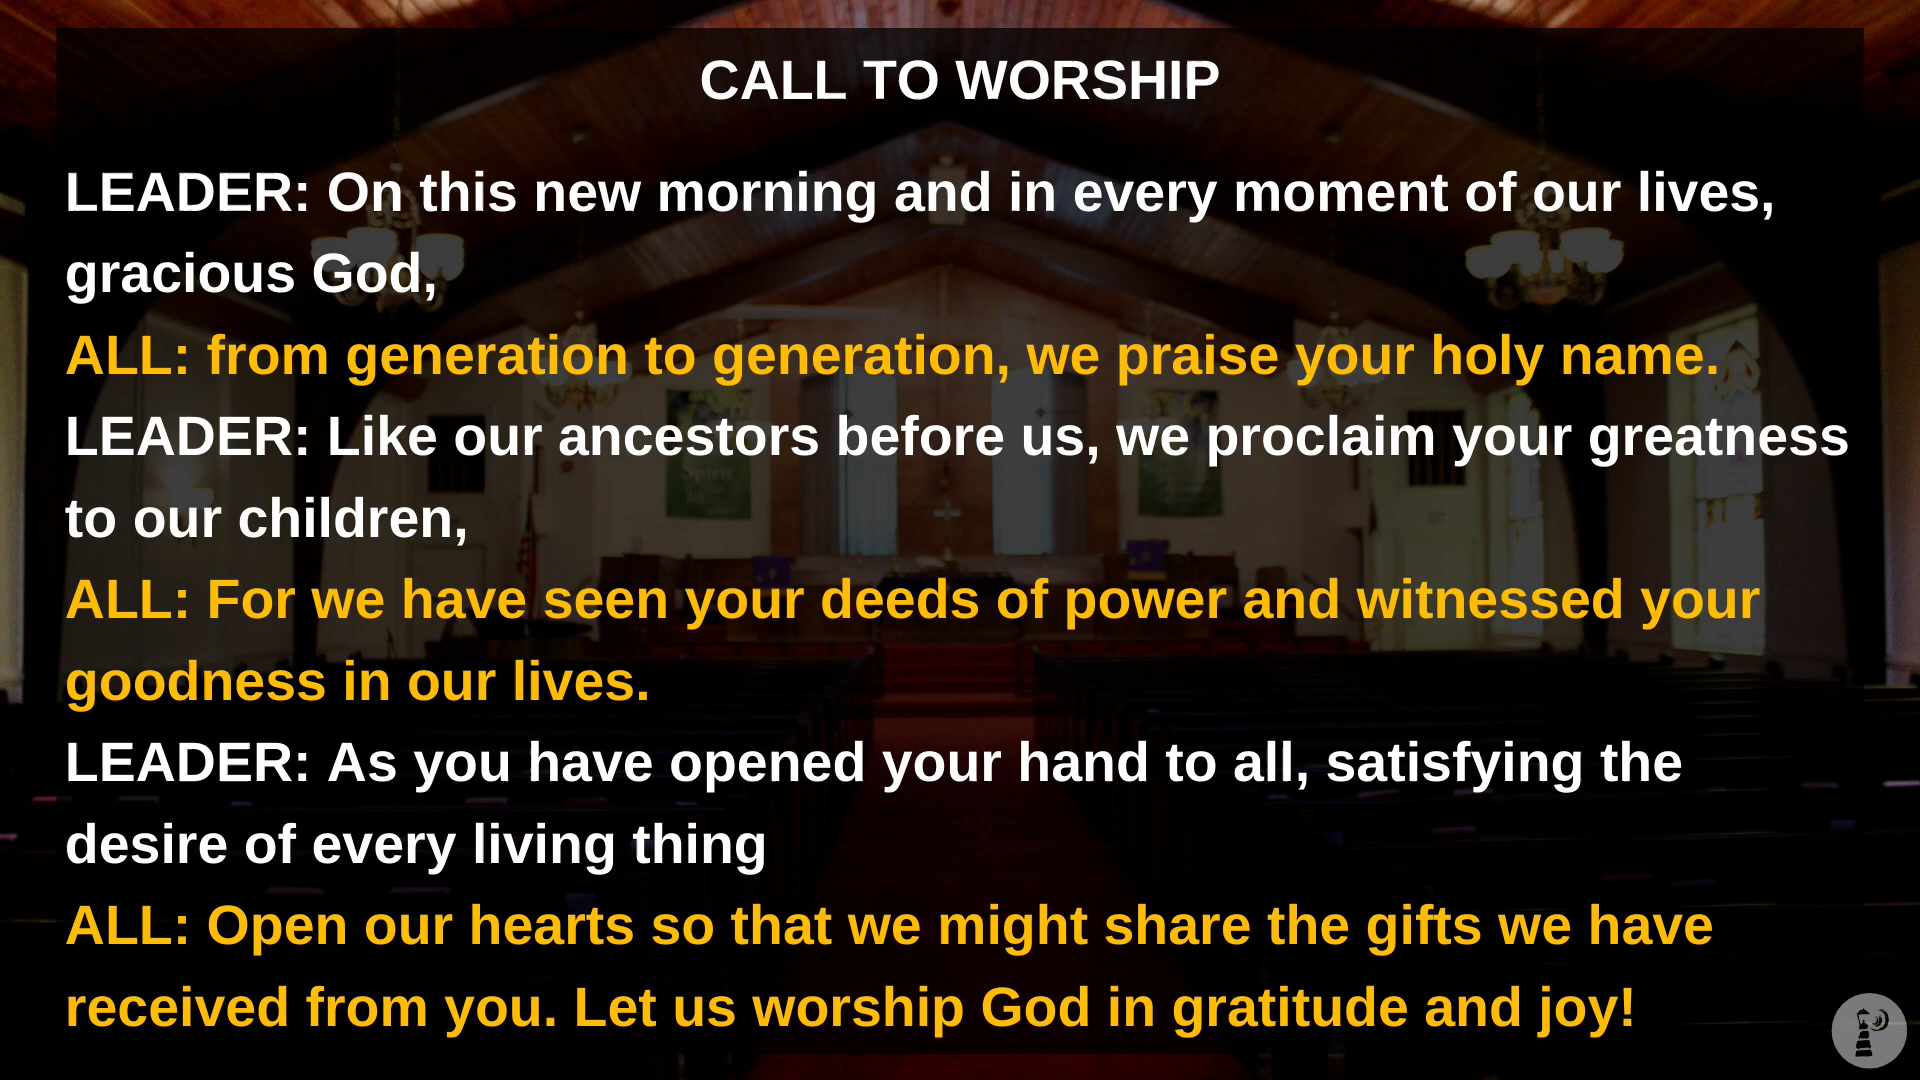 CALL TO WORSHIP
LEADER: On this new morning and in every moment of our lives,
gracious God,
ALL: from generation to generation, we praise your holy name.
LEADER: Like our ancestors before us, we proclaim your greatness
to our children,
ALL: For we have seen your deeds of power and witnessed your
goodness in our lives.
LEADER: As you have opened your hand to all, satisfying the
desire of every living thing
ALL: Open our hearts so that we might share the gifts we have
received from you. Let us worship God in gratitude and joy!
Spirit